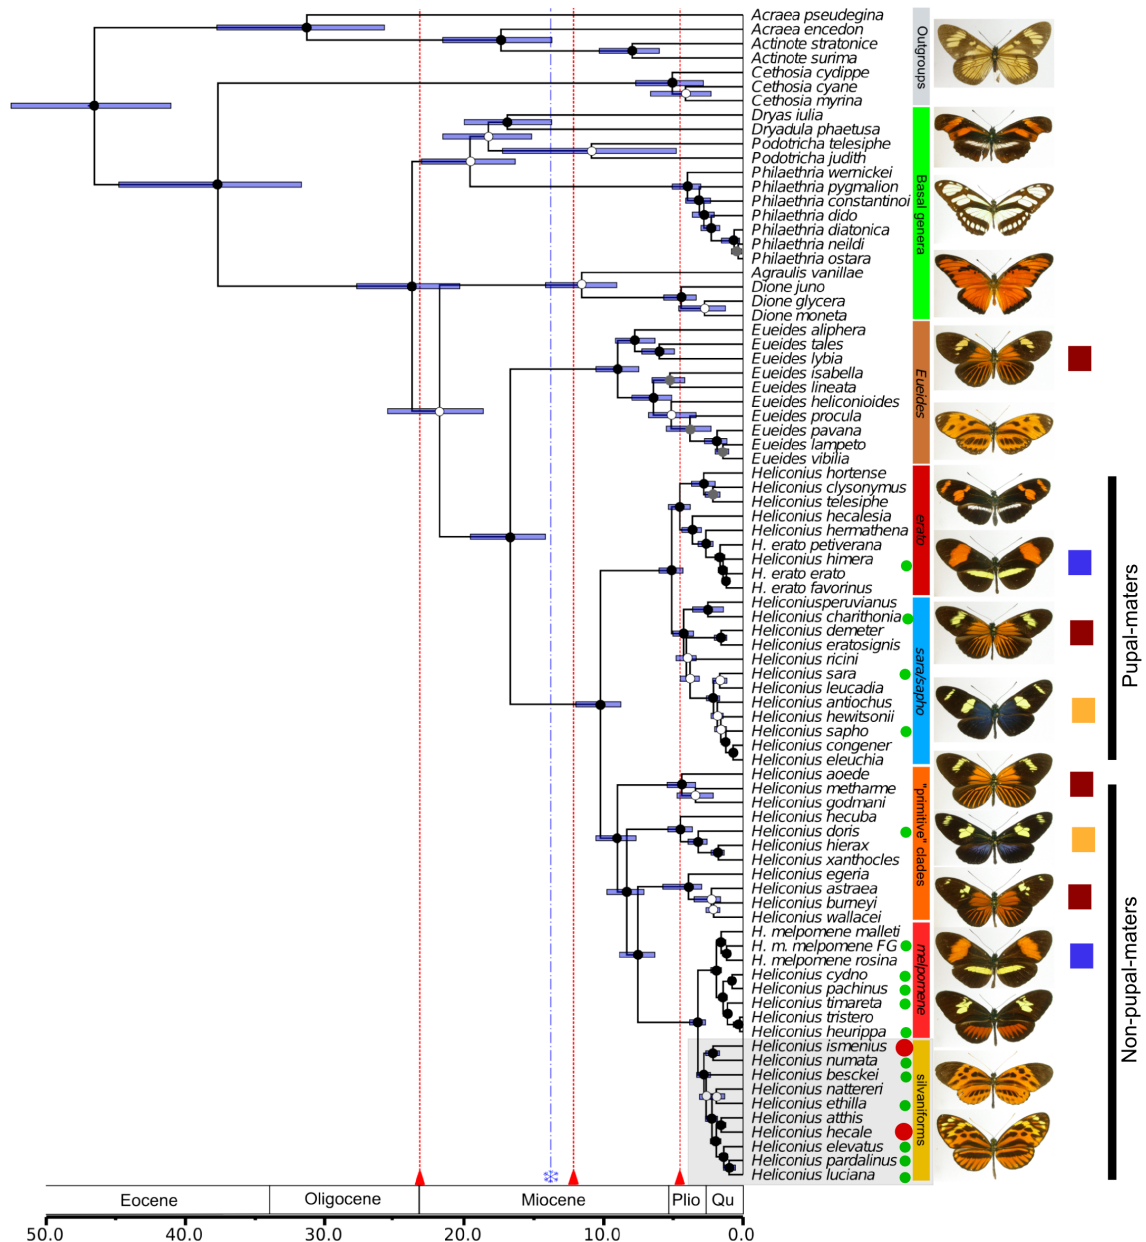 Acraea pseudegina
Acraea encedon
Actinote stratonice
Actinote surima
Cethosia cydippe
Cethosia cyane
Cethosia myrina
Dryas iulia
Dryadula phaetusa
Podotricha telesiphe
Podotricha judith
Philaethria wernickei
Philaethria pygmalion
Philaethria constantinoi
Philaethria dido
Philaethria diatonica
Philaethria neildi
Philaethria ostara
Agraulis vanillae
Dione juno
Dione glycera
Dione moneta
Eueides aliphera
Eueides tales
Eueides lybia
Eueides isabella
Eueides lineata
Eueides heliconioides
Eueides procula
Eueides pavana
Eueides lampeto
Eueides vibilia
Heliconius hortense
Heliconius clysonymus
Heliconius telesiphe
Heliconius hecalesia
Heliconius hermathena
H. erato petiverana
Heliconius himera
H. erato erato
H. erato favorinus
Heliconiusperuvianus
Heliconius charithonia
Heliconius demeter
Heliconius eratosignis
Heliconius ricini
Heliconius sara
Heliconius leucadia
Heliconius antiochus
Heliconius hewitsonii
Heliconius sapho
Heliconius congener
Heliconius eleuchia
Heliconius aoede
Heliconius metharme
Heliconius godmani
Heliconius hecuba
Heliconius doris
Heliconius hierax
Heliconius xanthocles
Heliconius egeria
Heliconius astraea
Heliconius burneyi
Heliconius wallacei
H. melpomene malleti
H. m. melpomene FG
H. melpomene rosina
Heliconius cydno
Heliconius pachinus
Heliconius timareta
Heliconius tristero
Heliconius heurippa
Heliconius ismenius
Heliconius numata
Heliconius besckei
Heliconius nattereri
Heliconius ethilla
Heliconius atthis
Heliconius hecale
Heliconius elevatus
Heliconius pardalinus
Heliconius luciana
Outgroups
Basal genera
Eueides
erato
sara/sapho
"primitive" clades
melpomene
silvaniforms
Pupal-maters
Non-pupal-maters
Eocene
Oligocene
Miocene
Plio
Qu
50.0
40.0
30.0
20.0
10.0
0.0